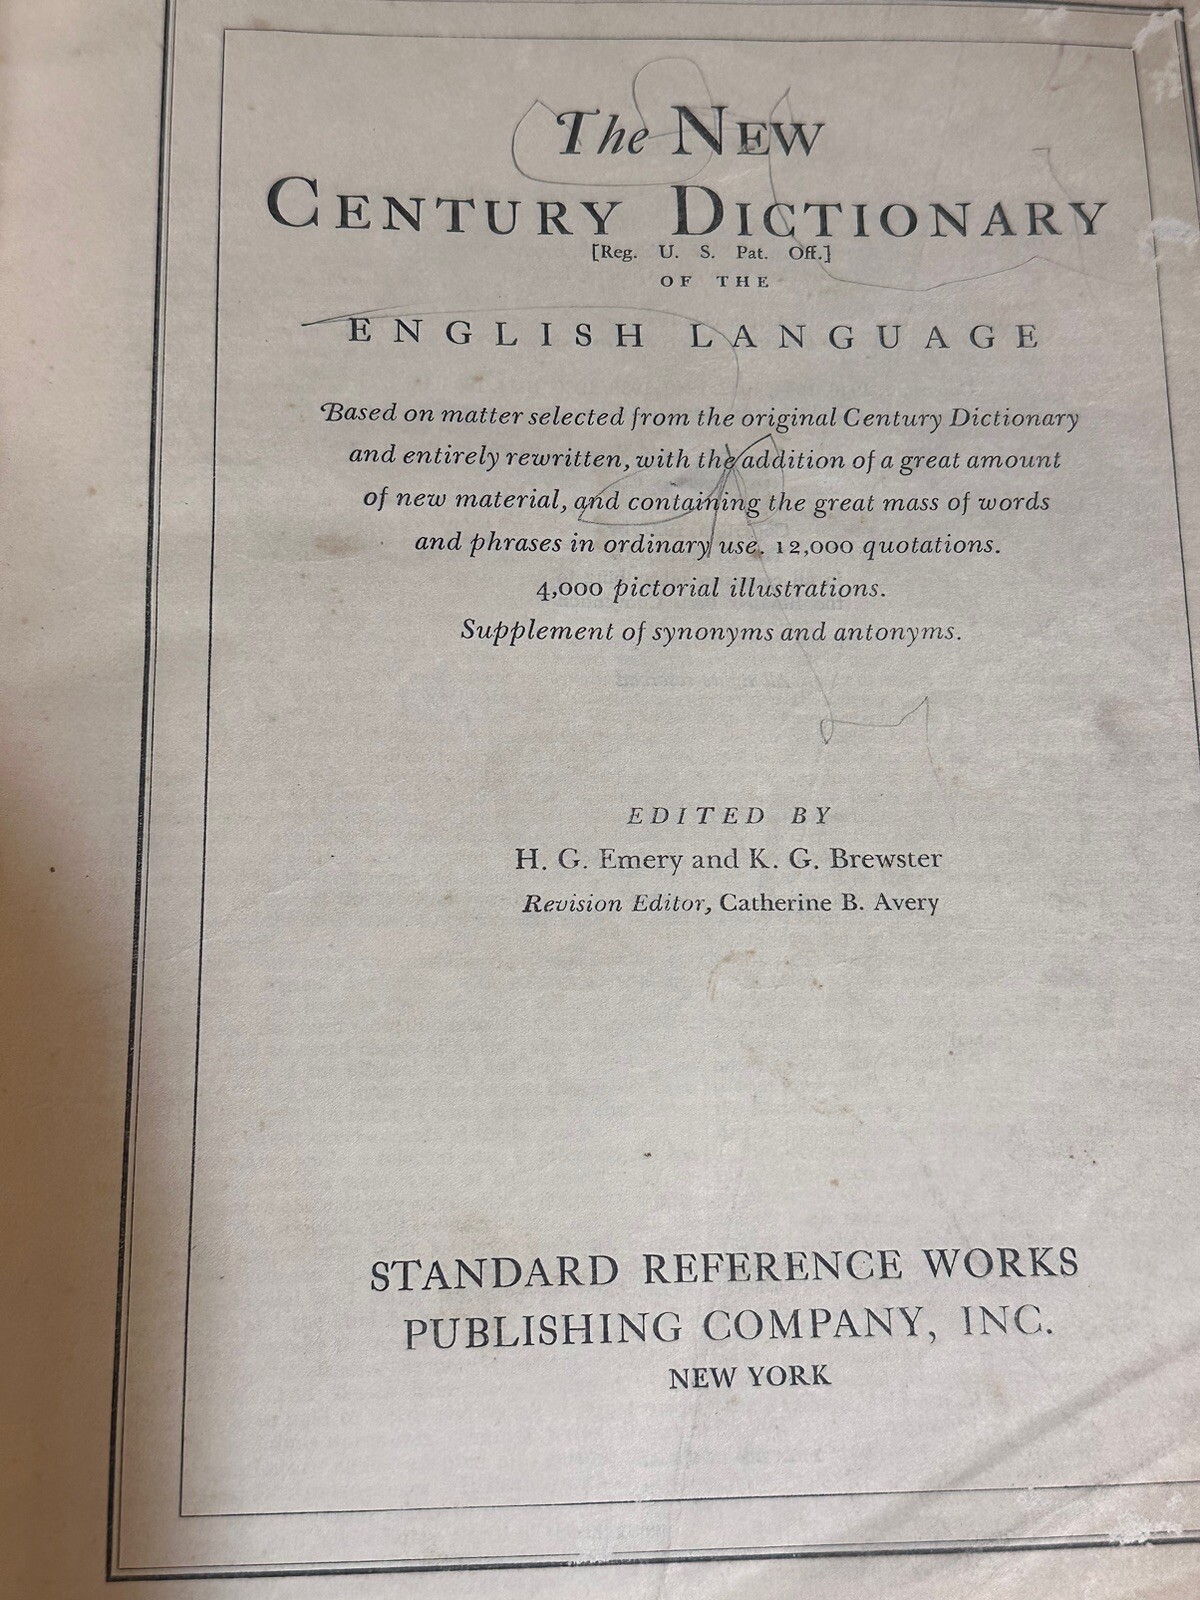 The NEW
CENTURY DICTIONARY
[Reg. U. S. Pat. Off.]
OF THE
ENGLISH LANGUAGE
Based on matter selected from the original Century Dictionary
and entirely rewritten, with the addition of a great amount
of new material, and containing the great mass of words
and phrases in ordinary use. 12,000 quotations.
4,000 pictorial illustrations.
Supplement of synonyms and antonyms.
EDITED BY
H. G. Emery and K. G. Brewster
Revision Editor, Catherine B. Avery
STANDARD REFERENCE WORKS
PUBLISHING COMPANY, INC.
NEW YORK